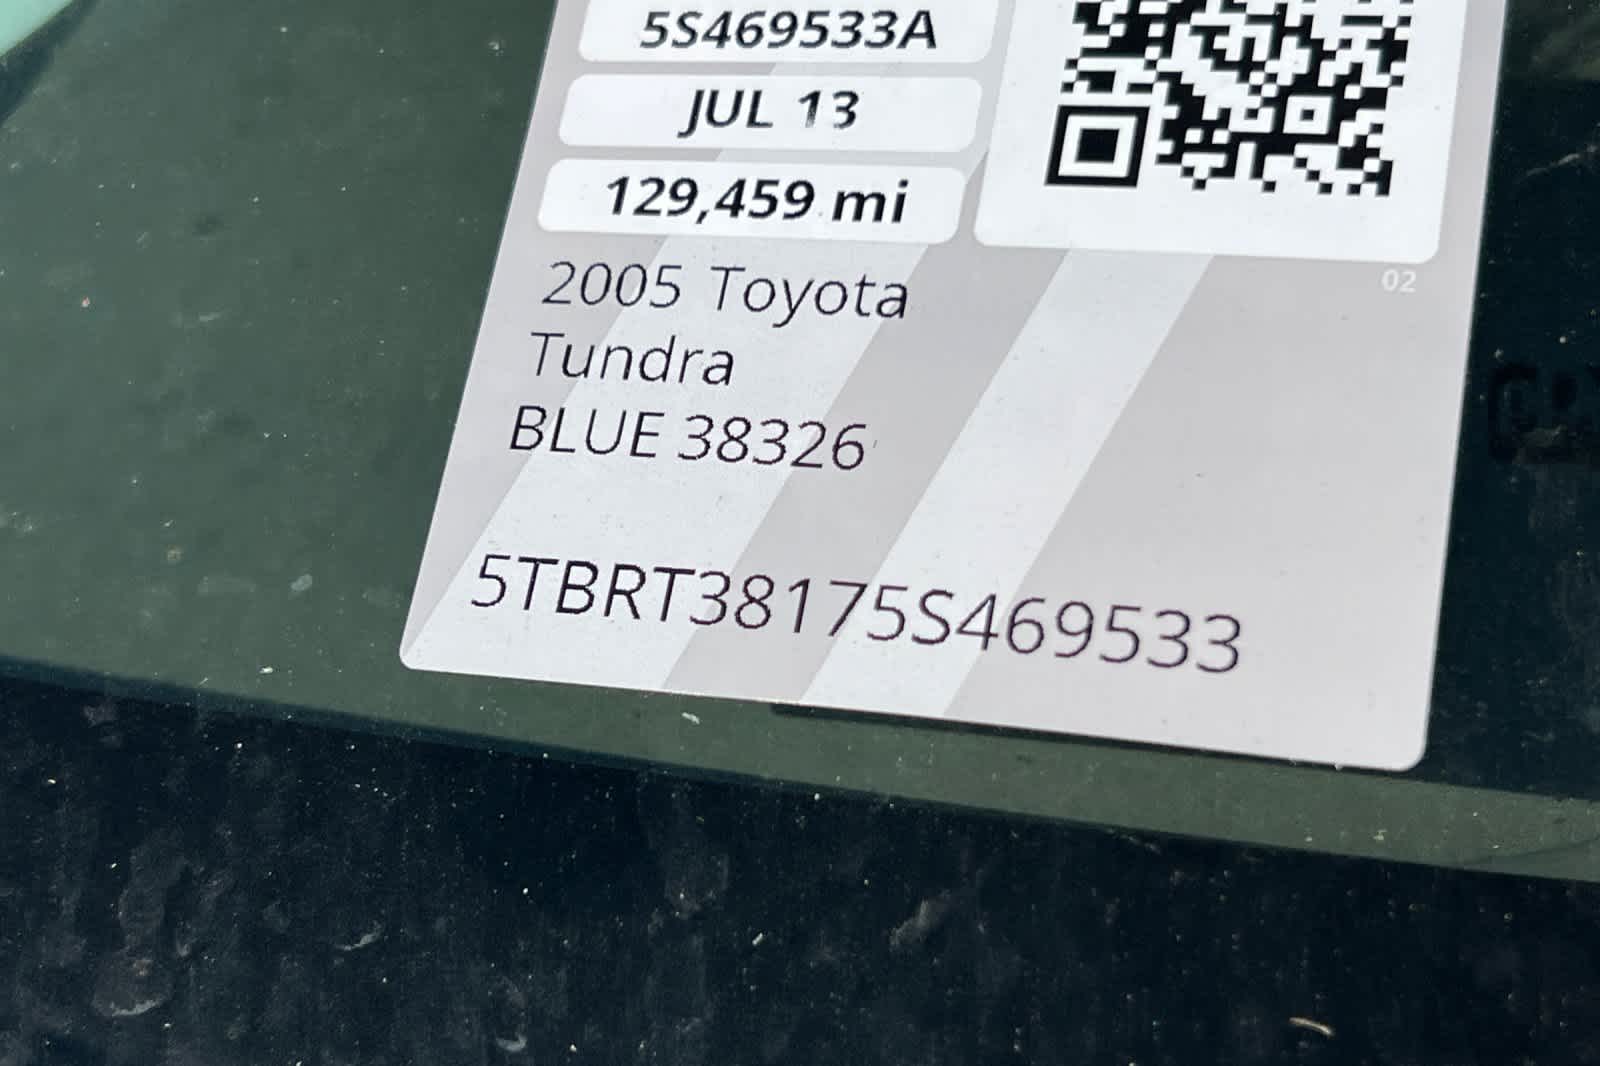 5S469533A
JUL 13
129,459 mi
02
2005 Toyota
Tundra
BLUE 38326
5TBRT38175S469533